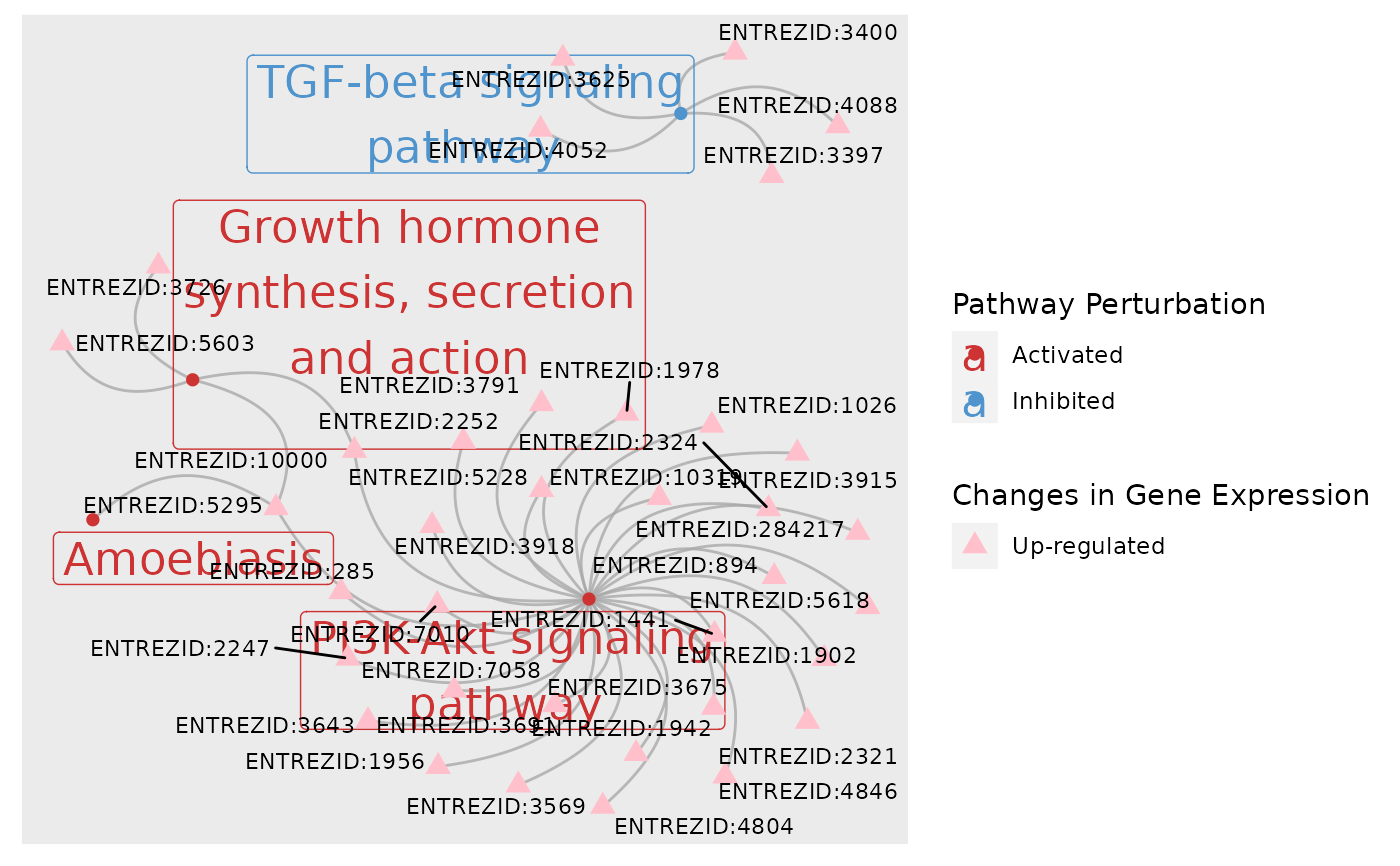 ENTREZID:3400
TGF-beta signaling
pathway
ENTREZID:3625
ENTREZID:4088
ENTREZID:4052
ENTREZID:3397
Growth hormone
synthesis, secretion
and action
ENTREZID:3726
ENTREZID:5603
ENTREZID:3791
ENTREZID:1978
ENTREZID:2252
ENTREZID:1026
ENTREZID:2324
ENTREZID:10000
ENTREZID:5228
ENTREZID:10319
ENTREZID:3915
ENTREZID:5295
ENTREZID:284217
ENTREZID:3918
Amoebiasis
ENTREZID:285
ENTREZID:894
ENTREZID:5618
ENTREZID:1441
PI3K-Akt signaling
pathway
ENTREZID:7010
ENTREZID:2247
ENTREZID:1902
ENTREZID:7058
ENTREZID:3675
ENTREZID:3643
ENTREZID:3691
ENTREZID:1942
ENTREZID:1956
ENTREZID:2321
ENTREZID:4846
ENTREZID:3569
ENTREZID:4804
Pathway Perturbation
a Activated
a Inhibited
Changes in Gene Expression
Up-regulated